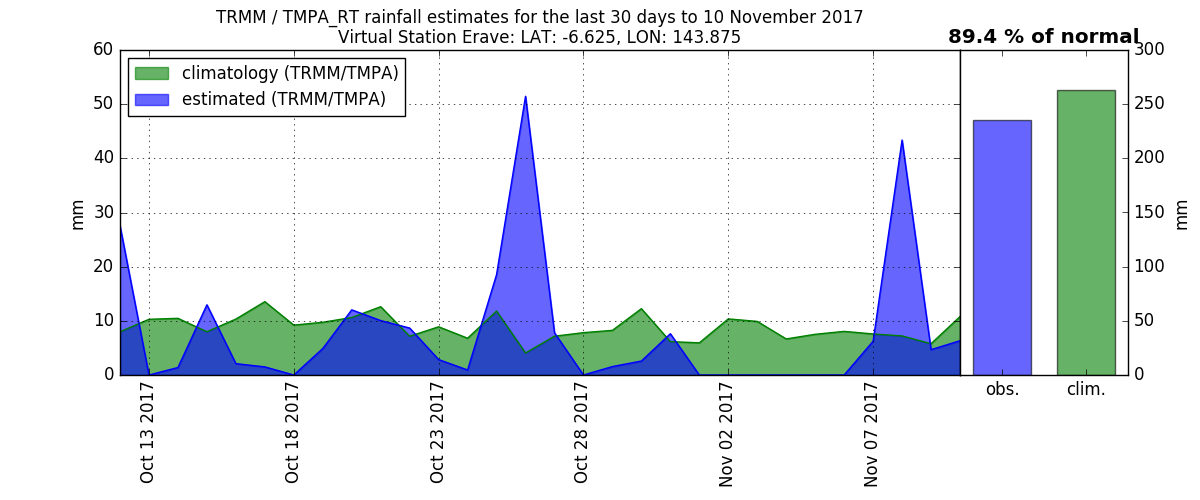 TRMM / TMPA_RT rainfall estimates for the last 30 days to 10 November 2017
Virtual Station Erave: LAT: -6.625, LON: 143.875
89.4 % of normal
climatology (TRMM/TMPA)
estimated (TRMM/TMPA)
60
50
40
30
20
10
0
mm
Oct 13 2017
Oct 18 2017
Oct 23 2017
Oct 28 2017
Nov 02 2017
Nov 07 2017
obs.
clim.
300
250
200
150
100
50
0
mm